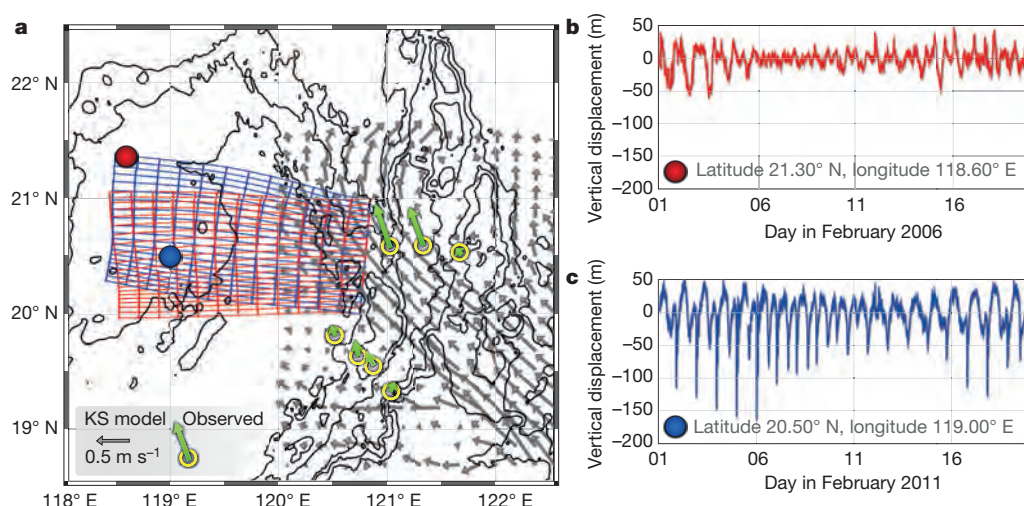 a
22° N
21° N
20° N
19° N
KS model Observed
0.5 m s⁻¹
118° E 119° E 120° E 121° E 122° E
b
Vertical displacement (m)
50
0
−50
−100
−150
−200
Latitude 21.30° N, longitude 118.60° E
01 06 11 16
Day in February 2006
c
Vertical displacement (m)
50
0
−50
−100
−150
−200
Latitude 20.50° N, longitude 119.00° E
01 06 11 16
Day in February 2011